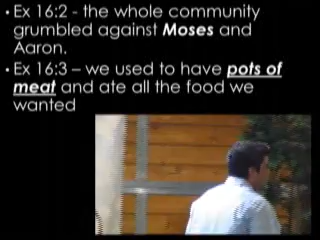 • Ex 16:2 - the whole community
grumbled against Moses and
Aaron.
• Ex 16:3 – we used to have pots of
meat and ate all the food we
wanted